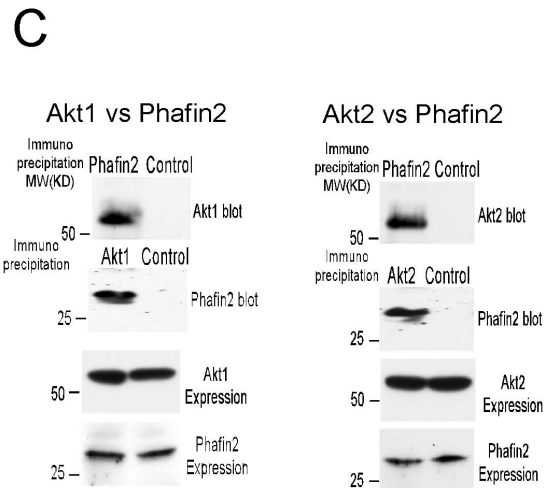 C
Akt1 vs Phafin2
Immuno
precipitation
MW(KD)
Phafin2 Control
Akt1 blot
50
Immuno
precipitation
Akt1 Control
Phafin2 blot
25
Akt1
Expression
50
Phafin2
Expression
25
Akt2 vs Phafin2
Immuno
precipitation
MW(KD)
Phafin2 Control
Akt2 blot
50
Immuno
precipitation
Akt2 Control
Phafin2 blot
25
Akt2
Expression
50
Phafin2
Expression
25